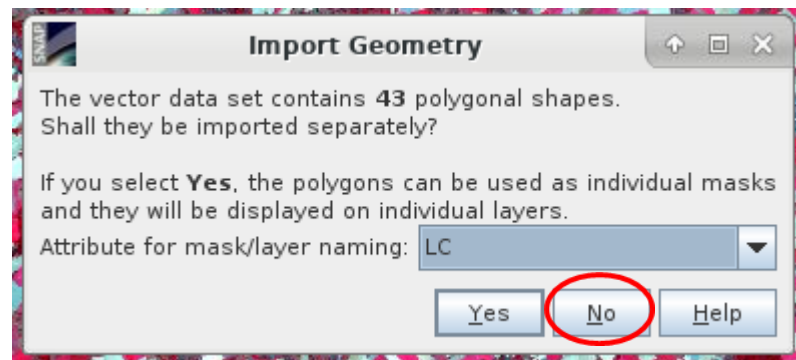 SNAP
Import Geometry
The vector data set contains 43 polygonal shapes.
Shall they be imported separately?
If you select Yes, the polygons can be used as individual masks
and they will be displayed on individual layers.
Attribute for mask/layer naming: LC
Yes No Help